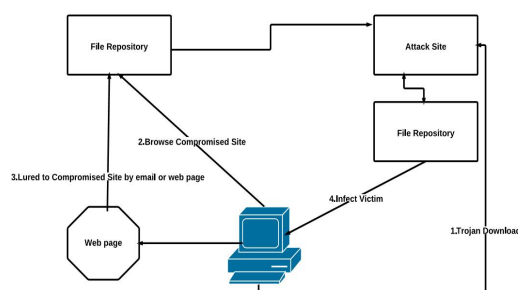 File Repository
Attack Site
File Repository
2.Browse Compromised Site
3.Lured to Compromised Site by email or web page
4.Infect Victim
1.Trojan Download
Web page